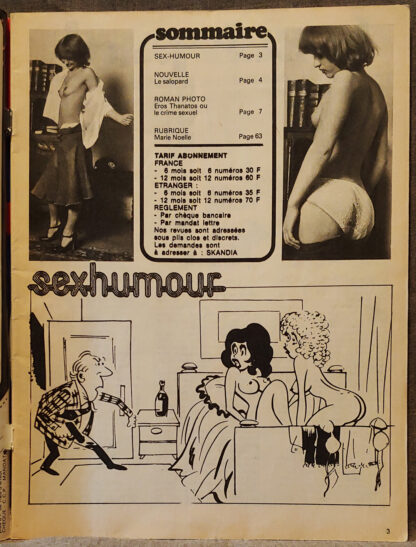 sommaire
SEX-HUMOUR Page 3
NOUVELLE
Le salopard Page 4
ROMAN PHOTO
Eros Thanatos ou
le crime sexuel Page 7
RUBRIQUE
Marie Noelle Page 63
TARIF ABONNEMENT
FRANCE
- 6 mois soit 6 numéros 30 F
- 12 mois soit 12 numéros 60 F
ETRANGER :
- 6 mois soit 6 numéros 35 F
- 12 mois soit 12 numéros 70 F
REGLEMENT
- Par chèque bancaire
- Par mandat lettre
Nos revues sont adressées
sous plis clos et discrets.
Les demandes sont
à adresser à : SKANDIA
sexhumour
3